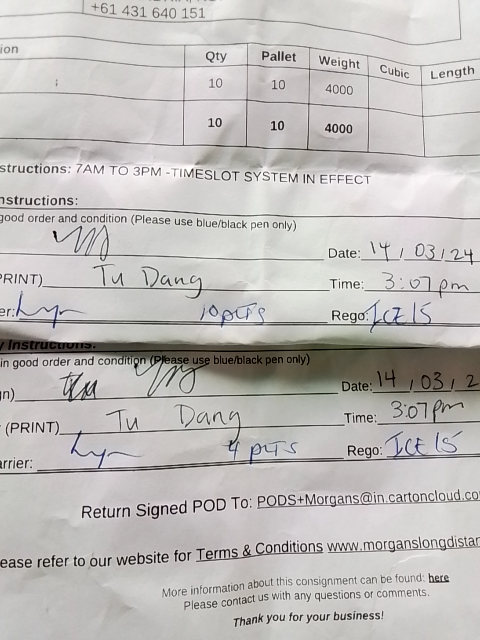 +61 431 640 151
ion Qty Pallet Weight Cubic Length
10 10 4000
10 10 4000
structions: 7AM TO 3PM -TIMESLOT SYSTEM IN EFFECT
nstructions:
good order and condition (Please use blue/black pen only)
Date: 14 / 03 / 24
PRINT) Tu Dang Time: 3:07pm
er: 10 PLTS Rego: ICE 15
y Instructions:
in good order and condition (Please use blue/black pen only)
gn) Date: 14 / 03 / 2
(PRINT) Tu Dang Time: 3:07pm
arrier: 4 PLTS Rego: ICE 15
Return Signed POD To: PODS+Morgans@in.cartoncloud.co
ease refer to our website for Terms & Conditions www.morganslongdistan
More information about this consignment can be found: here
Please contact us with any questions or comments.
Thank you for your business!